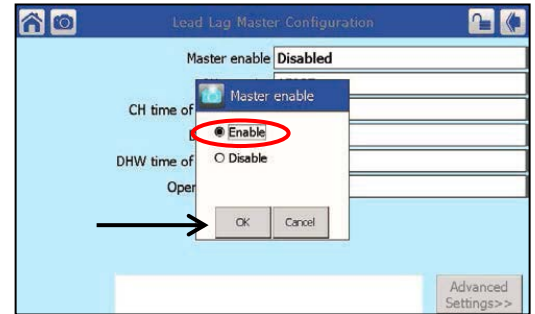 Lead Lag Master Configuration
Master enable Disabled
Master enable
CH time of
Enable
DHW time of
Disable
Oper
OK Cancel
Advanced
Settings>>